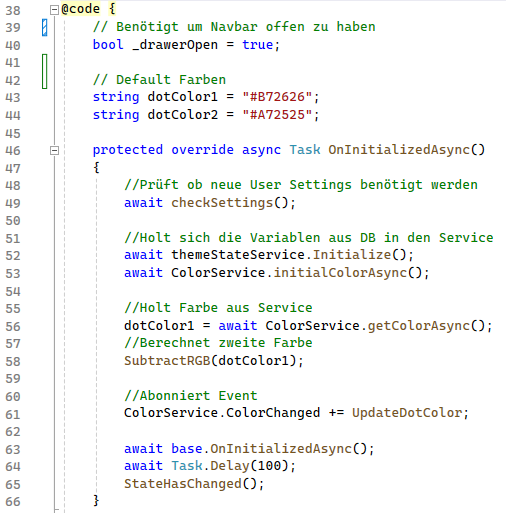 38 @code {
39 // Benötigt um Navbar offen zu haben
40 bool _drawerOpen = true;
41
42 // Default Farben
43 string dotColor1 = "#B72626";
44 string dotColor2 = "#A72525";
45
46 protected override async Task OnInitializedAsync()
47 {
48 //Prüft ob neue User Settings benötigt werden
49 await checkSettings();
50
51 //Holt sich die Variablen aus DB in den Service
52 await themeStateService.Initialize();
53 await ColorService.initialColorAsync();
54
55 //Holt Farbe aus Service
56 dotColor1 = await ColorService.getColorAsync();
57 //Berechnet zweite Farbe
58 SubtractRGB(dotColor1);
59
60 //Abonniert Event
61 ColorService.ColorChanged += UpdateDotColor;
62
63 await base.OnInitializedAsync();
64 await Task.Delay(100);
65 StateHasChanged();
66 }